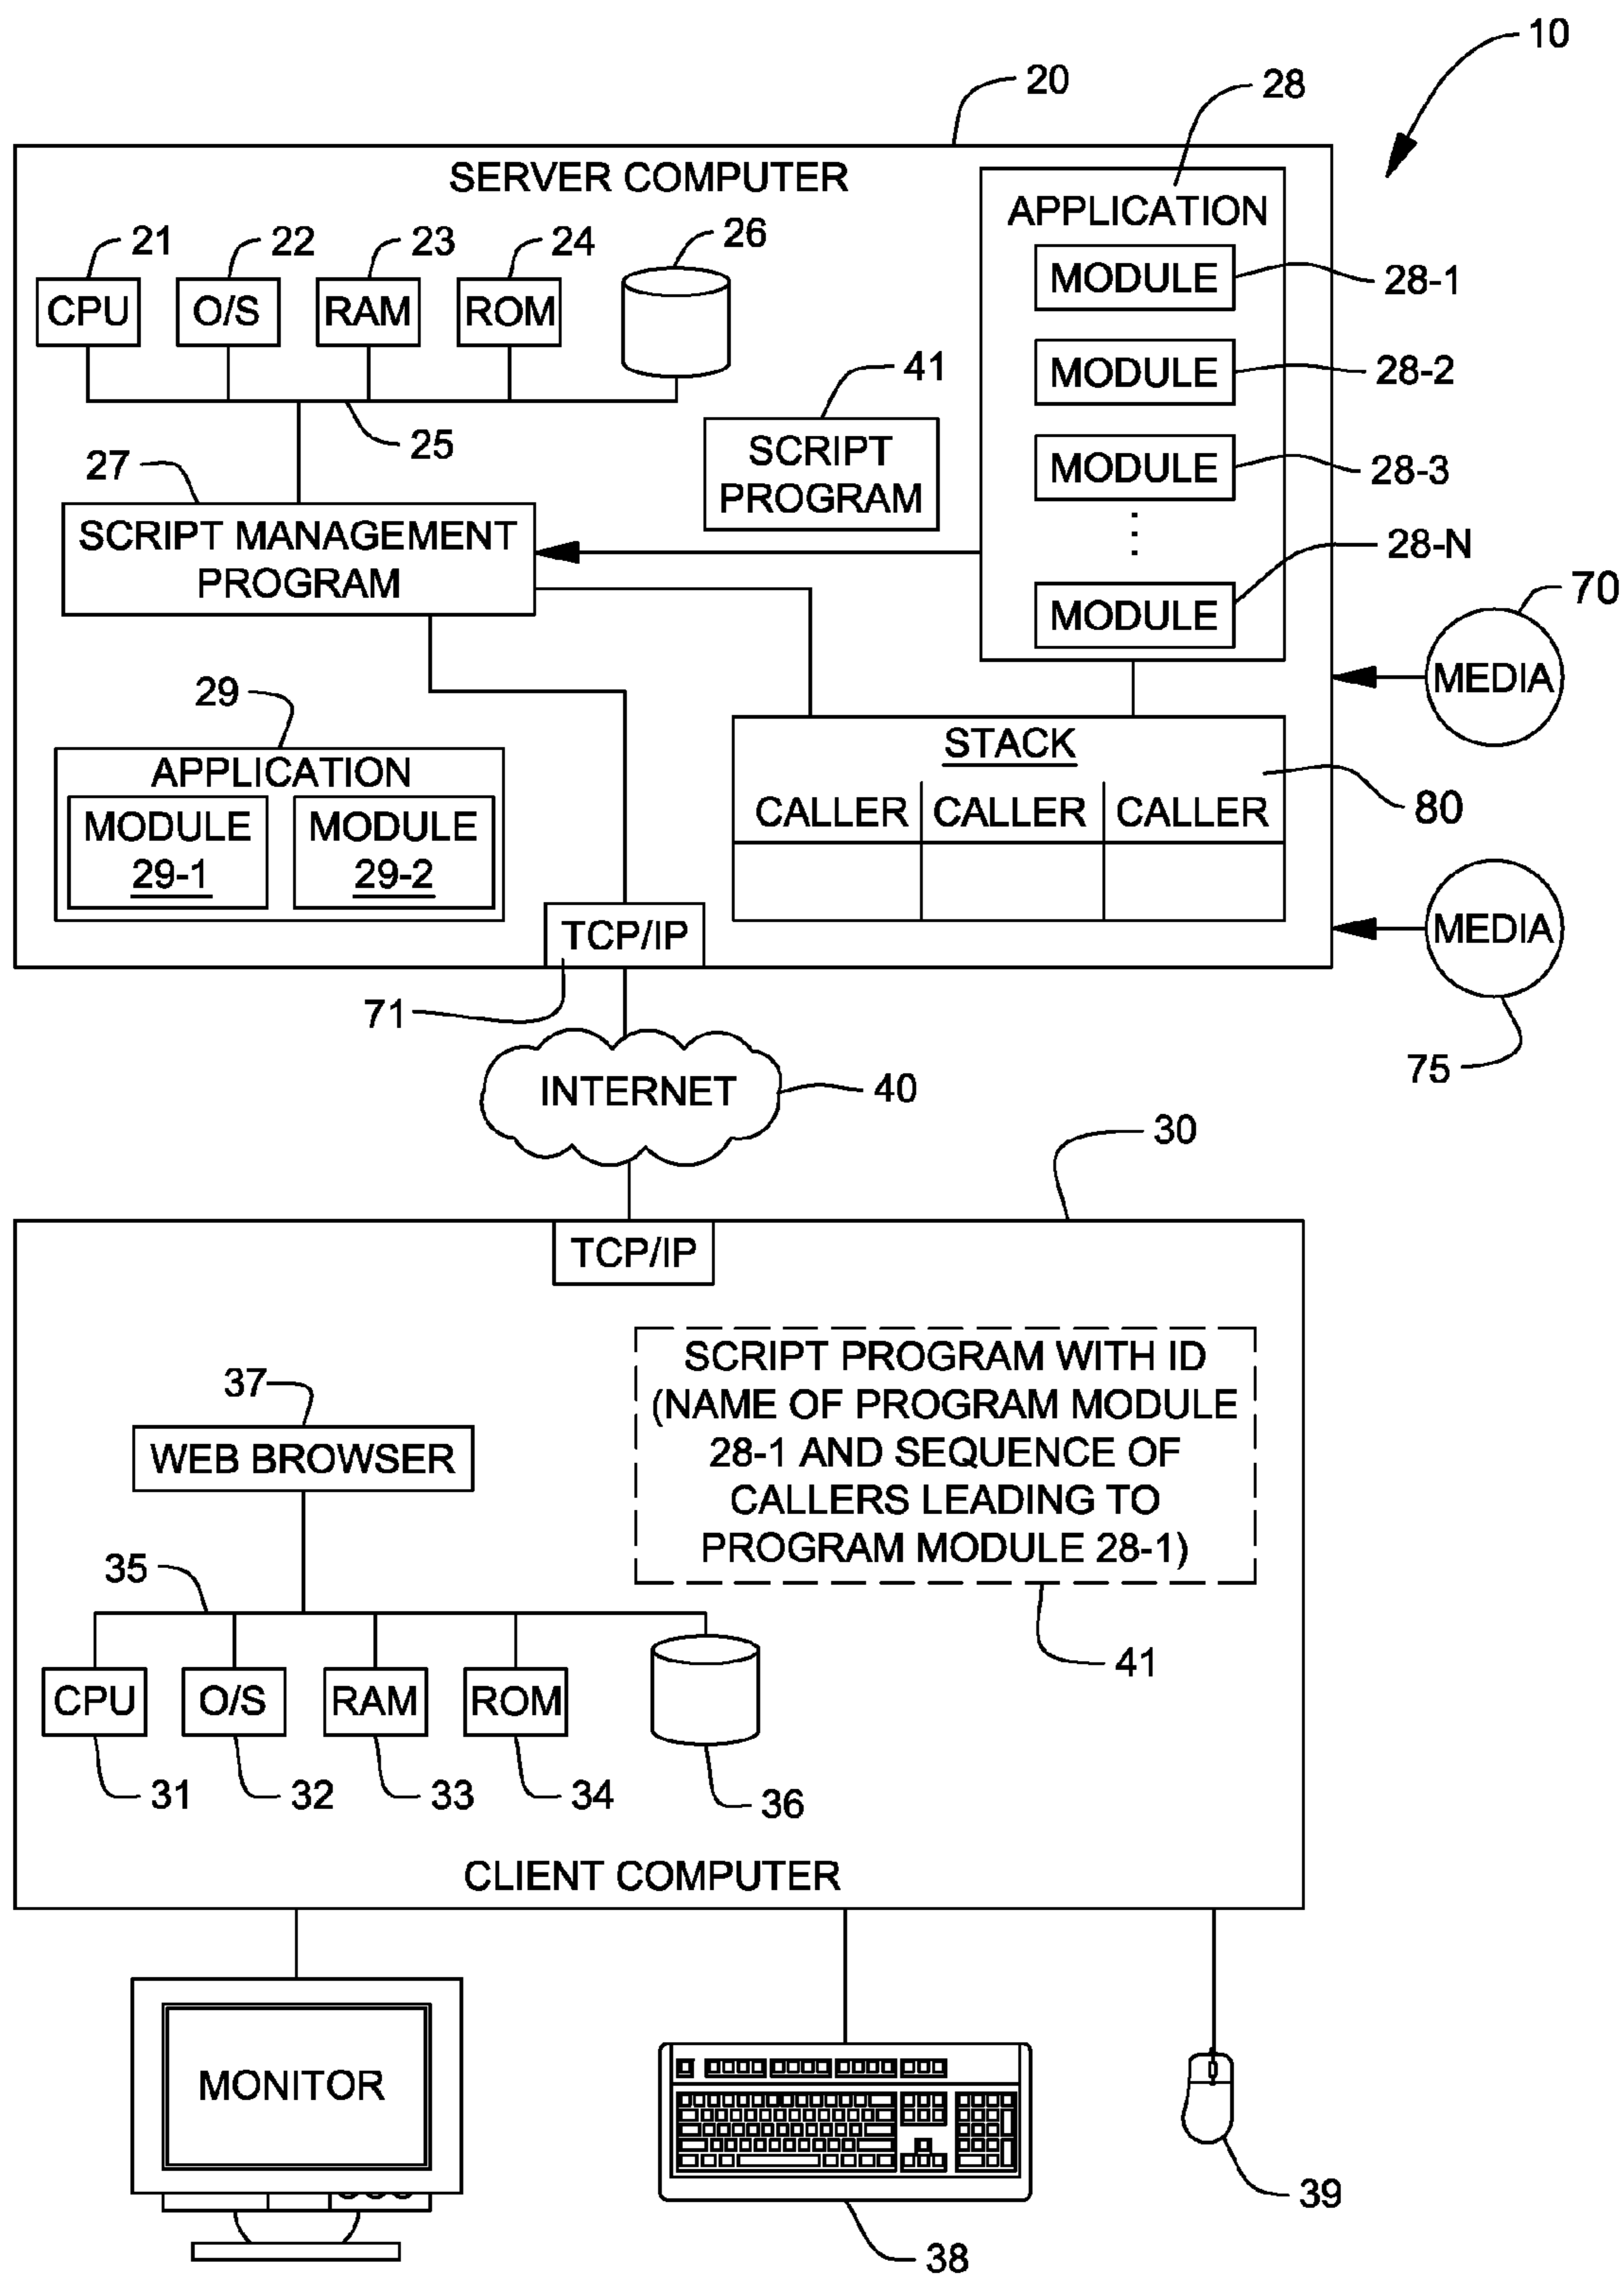 10
20
28
SERVER COMPUTER
APPLICATION
21
22
23
24
26
MODULE
28-1
CPU
O/S
RAM
ROM
MODULE
28-2
41
25
SCRIPT
PROGRAM
MODULE
28-3
27
SCRIPT MANAGEMENT
PROGRAM
28-N
MODULE
70
MEDIA
29
APPLICATION
MODULE
29-1
MODULE
29-2
STACK
CALLER
CALLER
CALLER
80
TCP/IP
MEDIA
71
75
INTERNET
40
30
TCP/IP
SCRIPT PROGRAM WITH ID
(NAME OF PROGRAM MODULE
28-1 AND SEQUENCE OF
CALLERS LEADING TO
PROGRAM MODULE 28-1)
41
37
WEB BROWSER
35
CPU
O/S
RAM
ROM
31
32
33
34
36
CLIENT COMPUTER
MONITOR
38
39